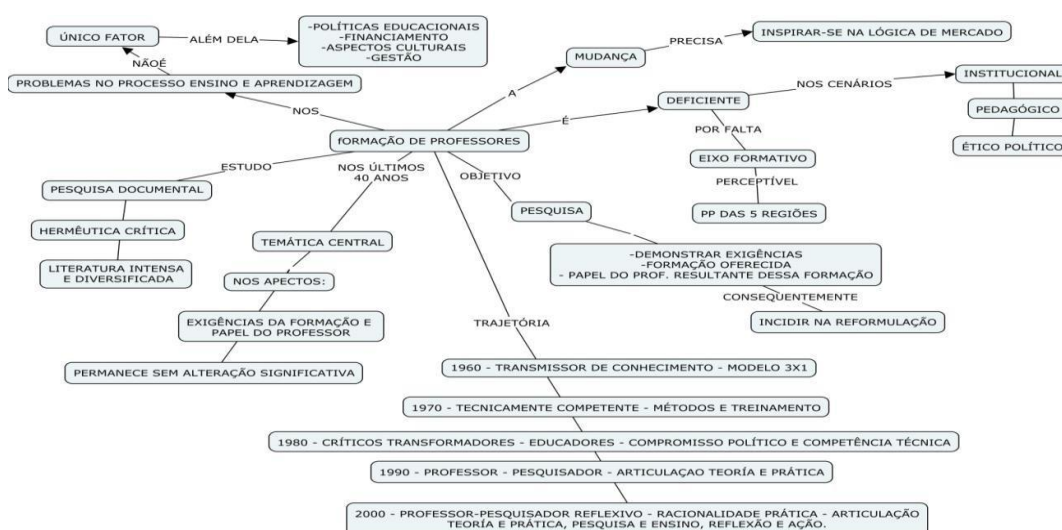 ÚNICO FATOR
ALÉM DELA
-POLÍTICAS EDUCACIONAIS
-FINANCIAMENTO
-ASPECTOS CULTURAIS
-GESTÃO
NÃOÉ
PROBLEMAS NO PROCESSO ENSINO E APRENDIZAGEM
NOS
MUDANÇA
PRECISA
INSPIRAR-SE NA LÓGICA DE MERCADO
A
É
DEFICIENTE
NOS CENÁRIOS
INSTITUCIONAL
PEDAGÓGICO
ÉTICO POLÍTICO
POR FALTA
EIXO FORMATIVO
PERCEPTÍVEL
PP DAS 5 REGIÕES
fORMAÇÃO DE PROFESSORES
ESTUDO
PESQUISA DOCUMENTAL
HERMÊUTICA CRÍTICA
LITERATURA INTENSA
E DIVERSIFICADA
NOS ÚLTIMOS
40 ANOS
TEMÁTICA CENTRAL
NOS APECTOS:
EXIGÊNCIAS DA FORMAÇÃO E
PAPEL DO PROFESSOR
PERMANECE SEM ALTERAÇÃO SIGNIFICATIVA
OBJETIVO
PESQUISA
-DEMONSTRAR EXIGÊNCIAS
-FORMAÇÃO OFERECIDA
- PAPEL DO PROF. RESULTANTE DESSA FORMAÇÃO
CONSEQUENTEMENTE
INCIDIR NA REFORMULAÇÃO
TRAJETÓRIA
1960 - TRANSMISSOR DE CONHECIMENTO - MODELO 3X1
1970 - TECNICAMENTE COMPETENTE - MÉTODOS E TREINAMENTO
1980 - CRÍTICOS TRANSFORMADORES - EDUCADORES - COMPROMISSO POLÍTICO E COMPETÊNCIA TÉCNICA
1990 - PROFESSOR - PESQUISADOR - ARTICULAÇAO TEORÍA E PRÁTICA
2000 - PROFESSOR-PESQUISADOR REFLEXIVO - RACIONALIDADE PRÁTICA - ARTICULAÇÃO
TEORÍA E PRÁTICA, PESQUISA E ENSINO, REFLEXÃO E AÇÃO.